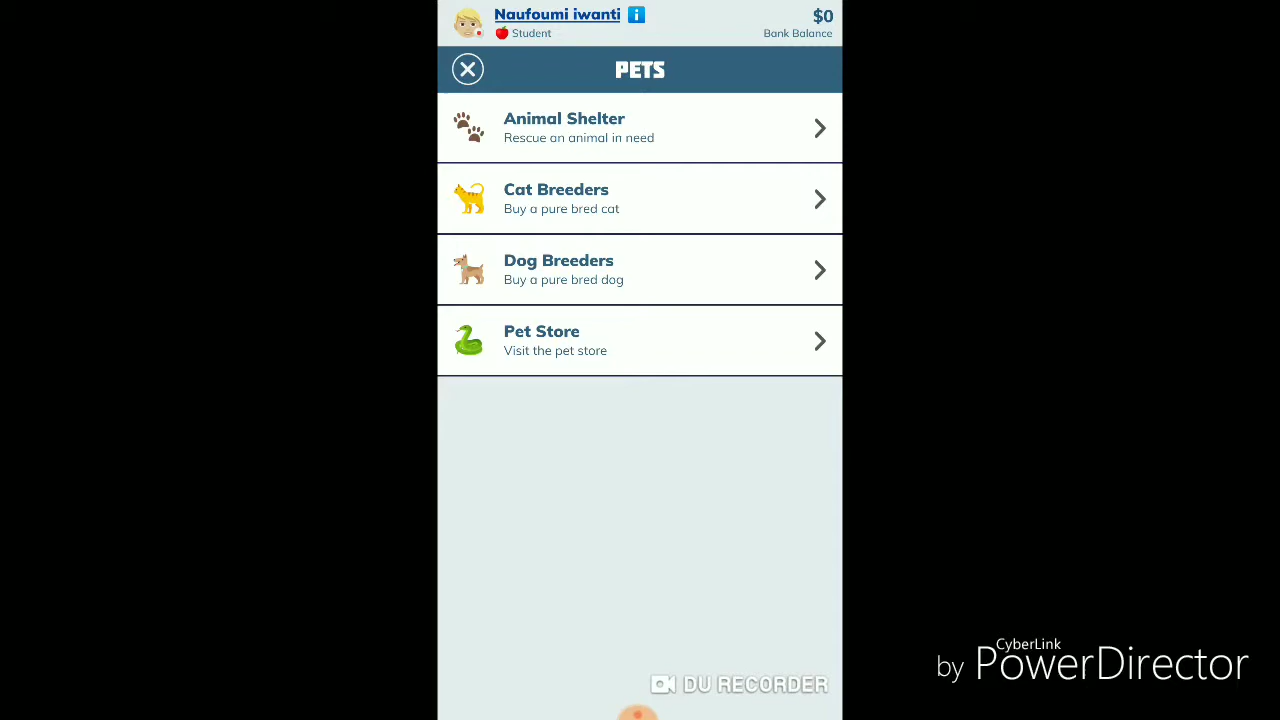 Naufoumi iwanti
$0
Student
Bank Balance
PETS
Animal Shelter
Rescue an animal in need
Cat Breeders
Buy a pure bred cat
Dog Breeders
Buy a pure bred dog
Pet Store
Visit the pet store
CyberLink
by PowerDirector
DU RECORDER